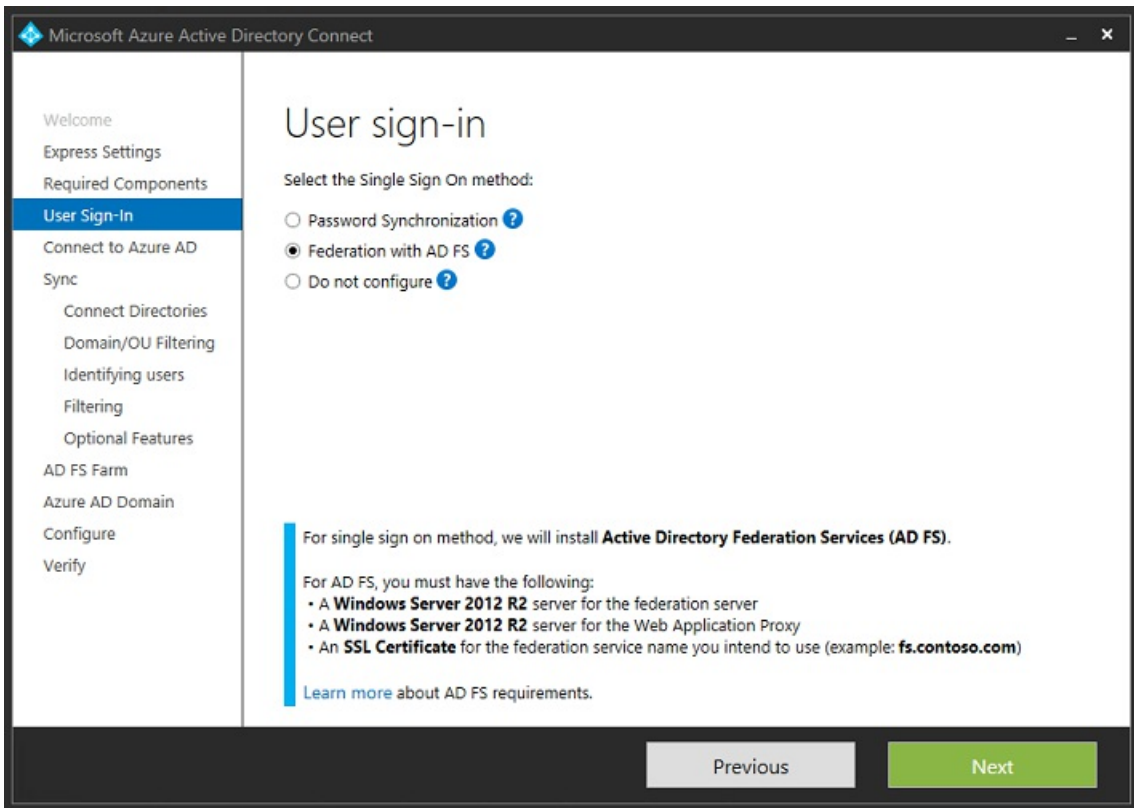 Microsoft Azure Active Directory Connect
Welcome
Express Settings
Required Components
User Sign-In
Connect to Azure AD
Sync
Connect Directories
Domain/OU Filtering
Identifying users
Filtering
Optional Features
AD FS Farm
Azure AD Domain
Configure
Verify
User sign-in
Select the Single Sign On method:
Password Synchronization ?
Federation with AD FS ?
Do not configure ?
For single sign on method, we will install Active Directory Federation Services (AD FS).
For AD FS, you must have the following:
• A Windows Server 2012 R2 server for the federation server
• A Windows Server 2012 R2 server for the Web Application Proxy
• An SSL Certificate for the federation service name you intend to use (example: fs.contoso.com)
Learn more about AD FS requirements.
Previous
Next